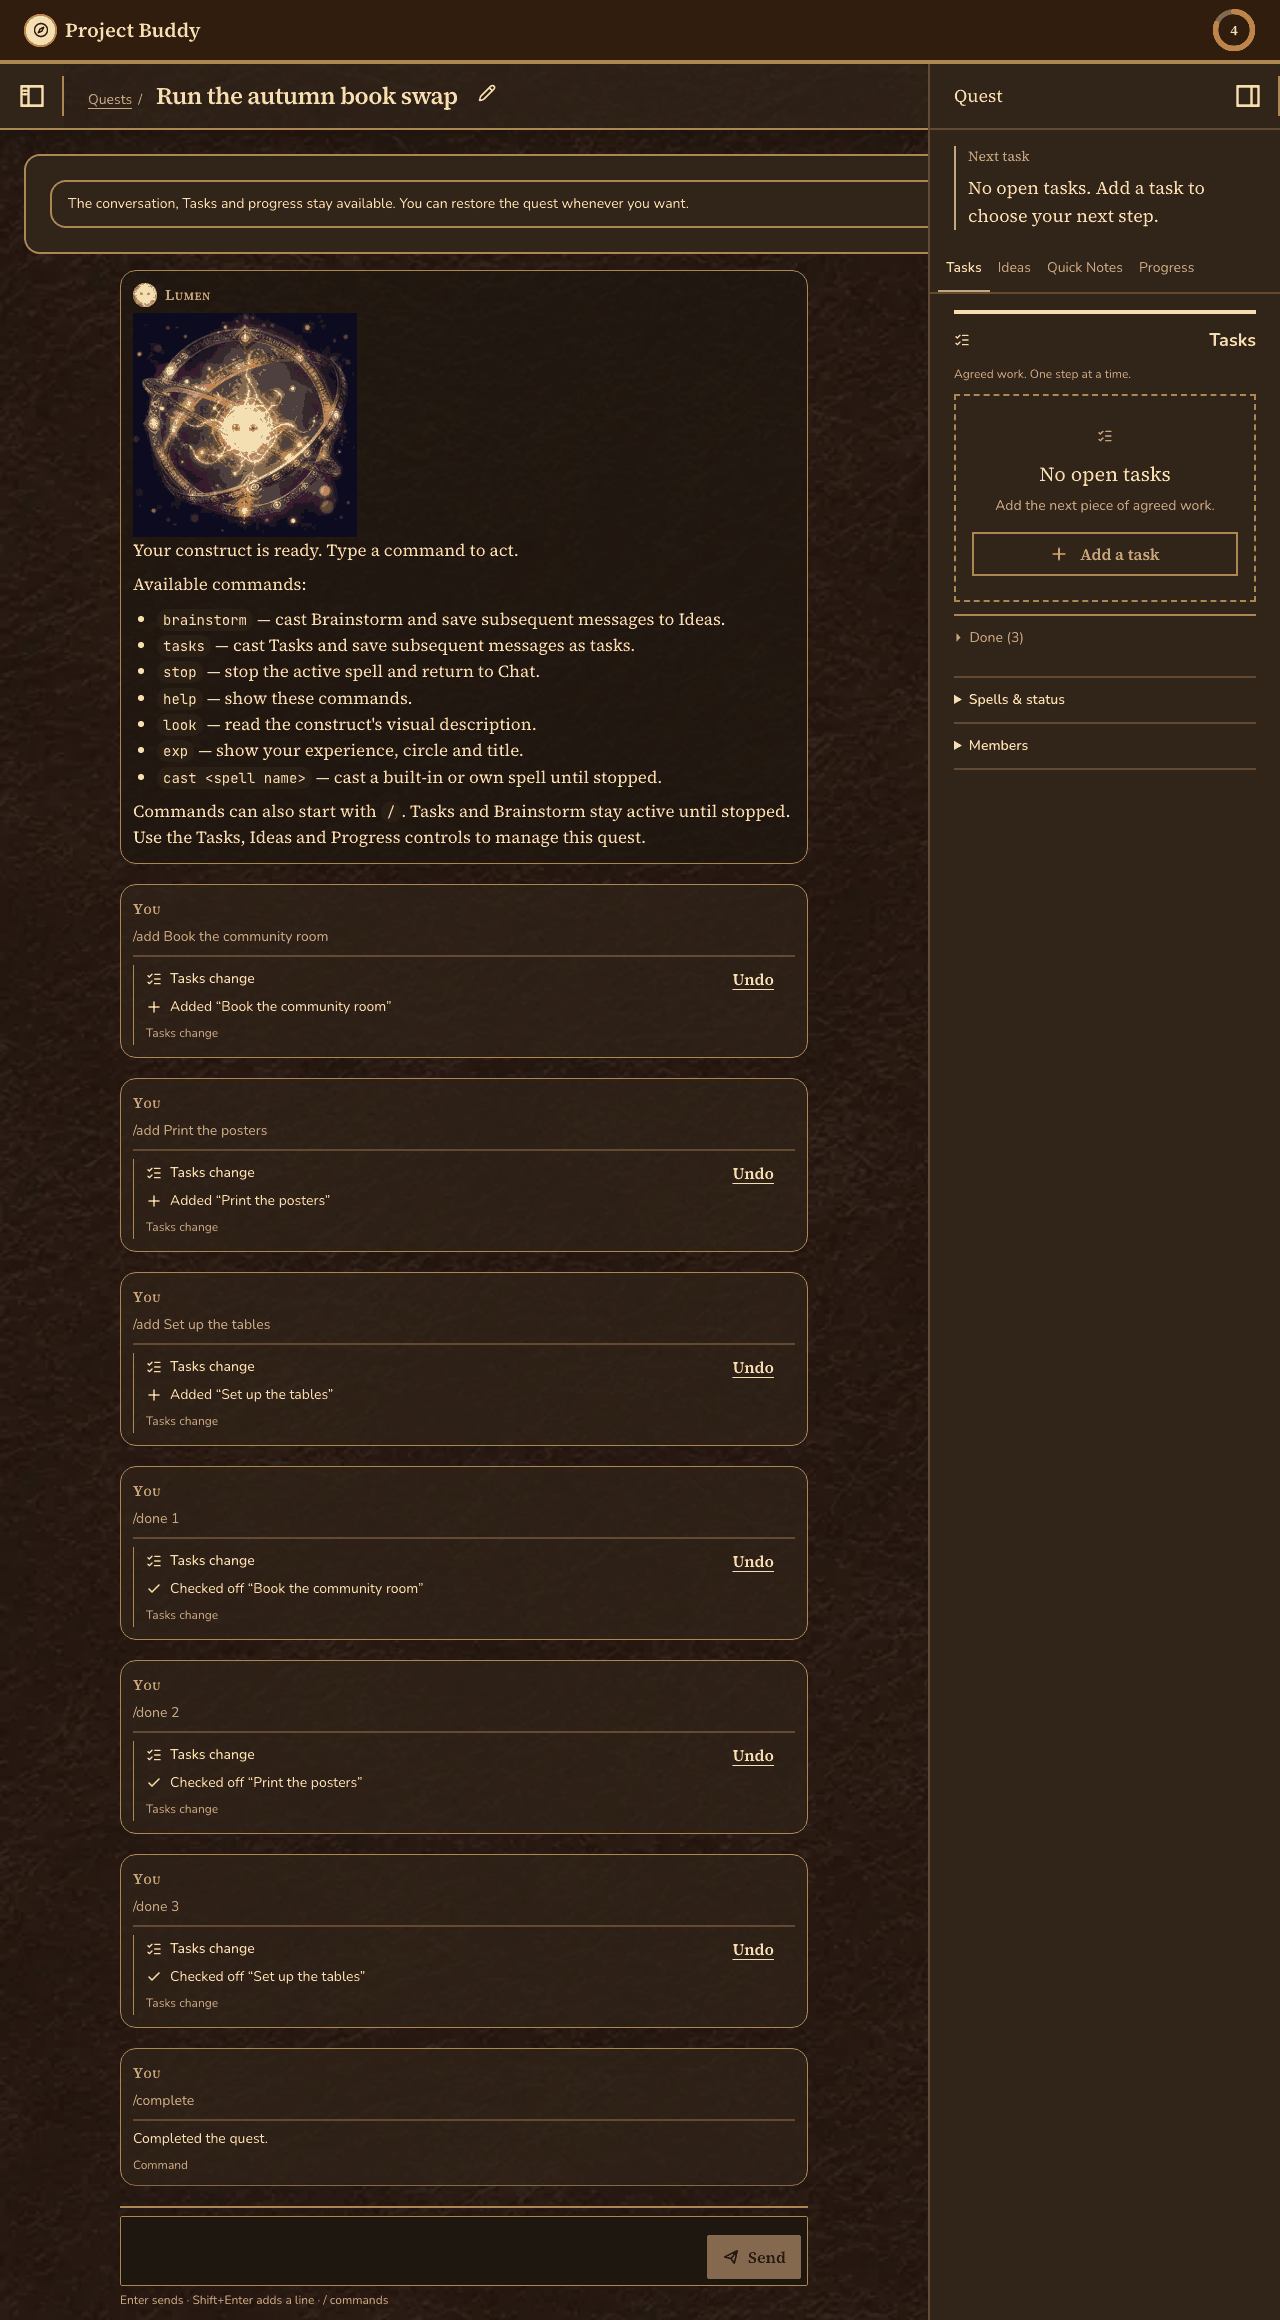 Project Buddy
4
Quests / Run the autumn book swap
The conversation, Tasks and progress stay available. You can restore the quest whenever you want.
Lumen
Your construct is ready. Type a command to act.
Available commands:
• brainstorm — cast Brainstorm and save subsequent messages to Ideas.
• tasks — cast Tasks and save subsequent messages as tasks.
• stop — stop the active spell and return to Chat.
• help — show these commands.
• look — read the construct's visual description.
• exp — show your experience, circle and title.
• cast <spell name> — cast a built-in or own spell until stopped.
Commands can also start with / . Tasks and Brainstorm stay active until stopped.
Use the Tasks, Ideas and Progress controls to manage this quest.
You
/add Book the community room
Tasks change
Undo
Added “Book the community room”
Tasks change
You
/add Print the posters
Tasks change
Undo
Added “Print the posters”
Tasks change
You
/add Set up the tables
Tasks change
Undo
Added “Set up the tables”
Tasks change
You
/done 1
Tasks change
Undo
Checked off “Book the community room”
Tasks change
You
/done 2
Tasks change
Undo
Checked off “Print the posters”
Tasks change
You
/done 3
Tasks change
Undo
Checked off “Set up the tables”
Tasks change
You
/complete
Completed the quest.
Command
Send
Enter sends · Shift+Enter adds a line · / commands
Quest
Next task
No open tasks. Add a task to
choose your next step.
Tasks Ideas Quick Notes Progress
Tasks
Agreed work. One step at a time.
No open tasks
Add the next piece of agreed work.
Add a task
Done (3)
Spells & status
Members